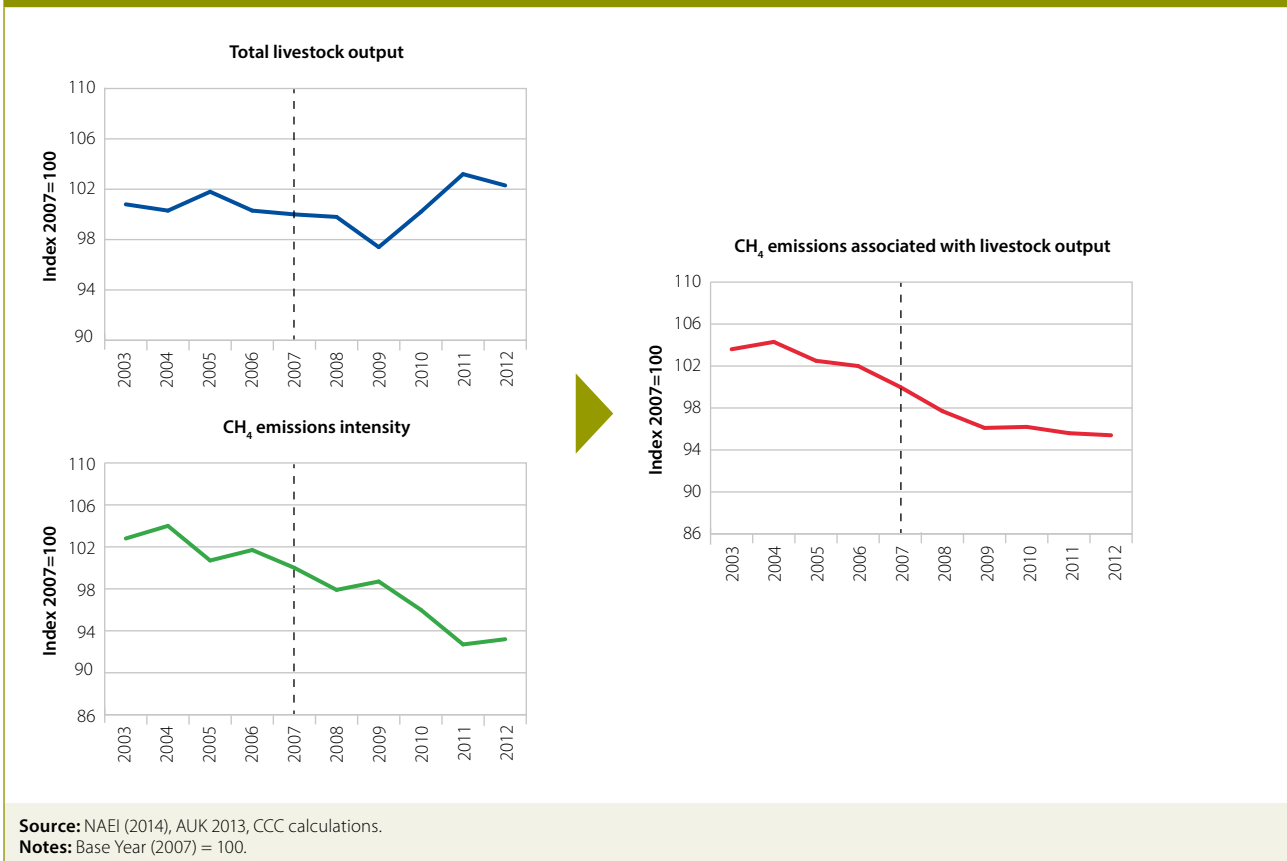 Total livestock output
Index 2007=100
110
106
102
98
94
90
2003 2004 2005 2006 2007 2008 2009 2010 2011 2012
CH₄ emissions intensity
Index 2007=100
110
106
102
98
94
90
86
2003 2004 2005 2006 2007 2008 2009 2010 2011 2012
CH₄ emissions associated with livestock output
Index 2007=100
110
106
102
98
94
90
86
2003 2004 2005 2006 2007 2008 2009 2010 2011 2012
Source: NAEI (2014), AUK 2013, CCC calculations.
Notes: Base Year (2007) = 100.